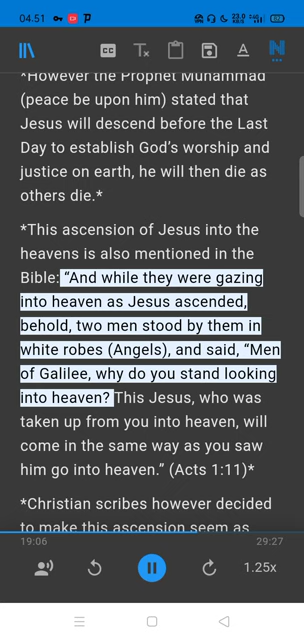 04.51
23.0
KB/S
CC
*However the Prophet Muhammad
(peace be upon him) stated that
Jesus will descend before the Last
Day to establish God's worship and
justice on earth, he will then die as
others die.*
*This ascension of Jesus into the
heavens is also mentioned in the
Bible: “And while they were gazing
into heaven as Jesus ascended,
behold, two men stood by them in
white robes (Angels), and said, “Men
of Galilee, why do you stand looking
into heaven? This Jesus, who was
taken up from you into heaven, will
come in the same way as you saw
him go into heaven.” (Acts 1:11)*
*Christian scribes however decided
to make this ascension seem as
19:06
29:27
1.25x